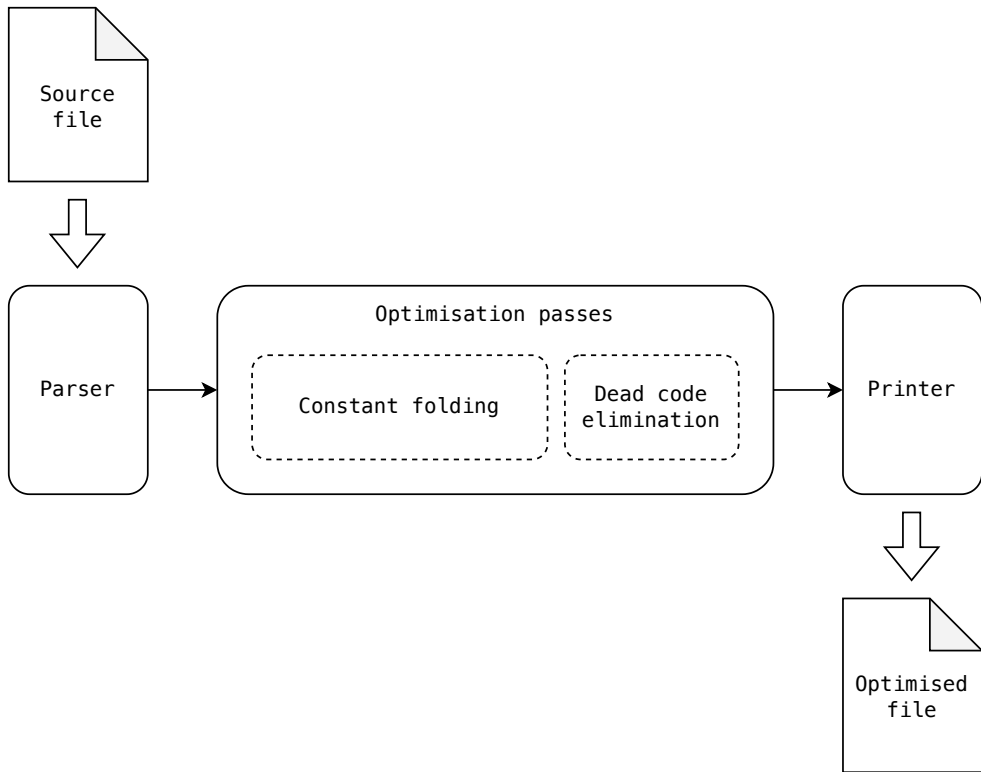 Source
file
Optimisation passes
Parser
Constant folding
Dead code
elimination
Printer
Optimised
file